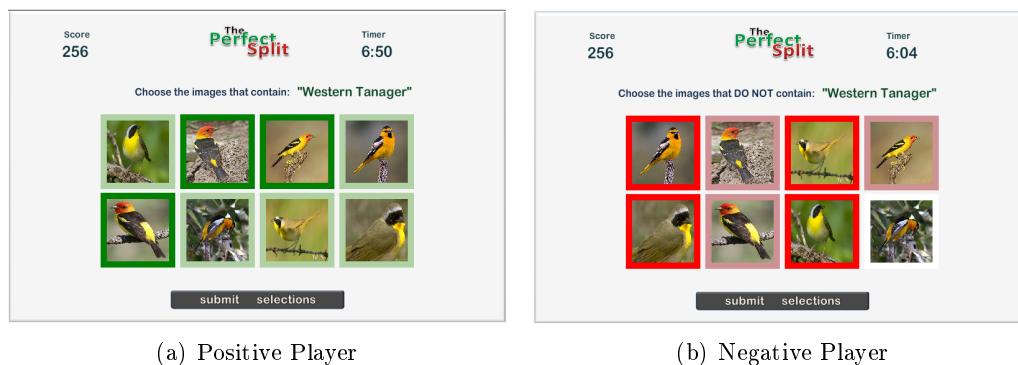 Score
256
The
Perfect
Split
Timer
6:50
Choose the images that contain: "Western Tanager"
submit selections
(a) Positive Player
Score
256
The
Perfect
Split
Timer
6:04
Choose the images that DO NOT contain: "Western Tanager"
submit selections
(b) Negative Player